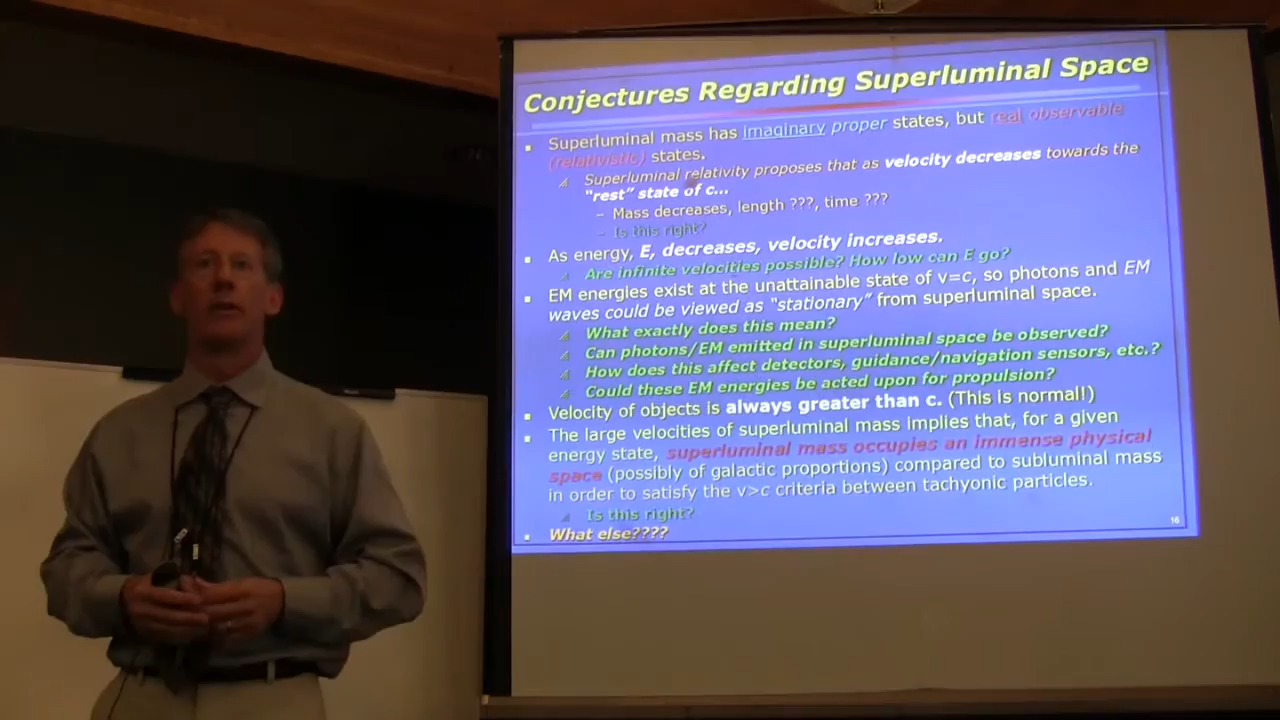 Conjectures Regarding Superluminal Space
Superluminal mass has imaginary proper states, but real observable
(relativistic) states.
Superluminal relativity proposes that as velocity decreases towards the
“rest” state of c…
– Mass decreases, length ???, time ???
– Is this right?
As energy, E, decreases, velocity increases.
Are infinite velocities possible? How low can E go?
EM energies exist at the unattainable state of v=c, so photons and EM
waves could be viewed as “stationary” from superluminal space.
What exactly does this mean?
Can photons/EM emitted in superluminal space be observed?
How does this affect detectors, guidance/navigation sensors, etc.?
Could these EM energies be acted upon for propulsion?
Velocity of objects is always greater than c. (This is normal!)
The large velocities of superluminal mass implies that, for a given
energy state, superluminal mass occupies an immense physical
space (possibly of galactic proportions) compared to subluminal mass
in order to satisfy the v>c criteria between tachyonic particles.
Is this right?
What else????
16